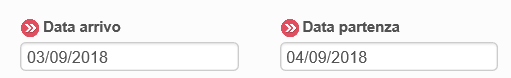 Data arrivo
Data partenza
03/09/2018
04/09/2018